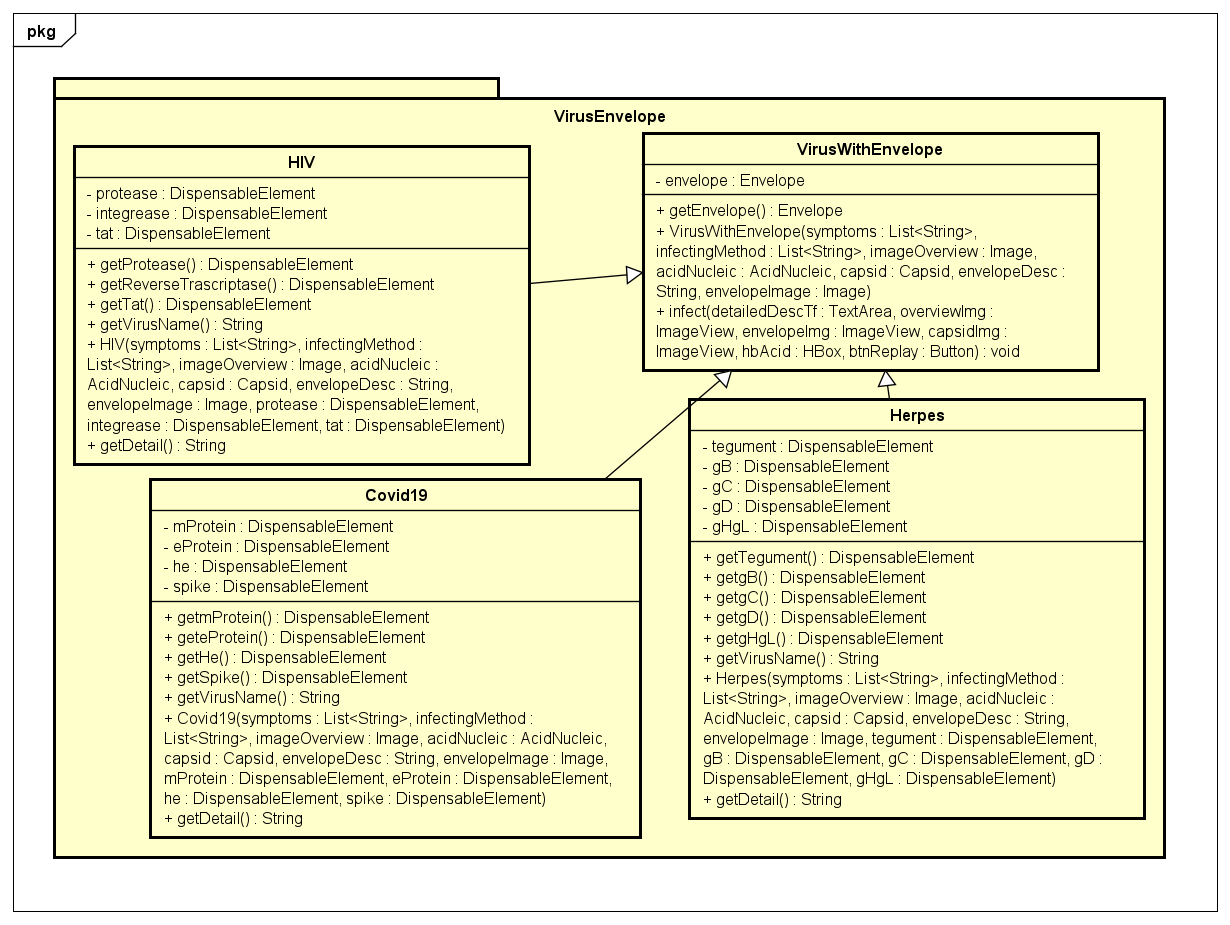 pkg
VirusEnvelope
HIV
- protease : DispensableElement
- integrease : DispensableElement
- tat : DispensableElement
+ getProtease() : DispensableElement
+ getReverseTrascriptase() : DispensableElement
+ getTat() : DispensableElement
+ getVirusName() : String
+ HIV(symptoms : List<String>, infectingMethod :
List<String>, imageOverview : Image, acidNucleic :
AcidNucleic, capsid : Capsid, envelopeDesc : String,
envelopeImage : Image, protease : DispensableElement,
integrease : DispensableElement, tat : DispensableElement)
+ getDetail() : String
VirusWithEnvelope
- envelope : Envelope
+ getEnvelope() : Envelope
+ VirusWithEnvelope(symptoms : List<String>,
infectingMethod : List<String>, imageOverview : Image,
acidNucleic : AcidNucleic, capsid : Capsid, envelopeDesc :
String, envelopeImage : Image)
+ infect(detailedDescTf : TextArea, overviewImg :
ImageView, envelopeImg : ImageView, capsidImg :
ImageView, hbAcid : HBox, btnReplay : Button) : void
Covid19
- mProtein : DispensableElement
- eProtein : DispensableElement
- he : DispensableElement
- spike : DispensableElement
+ getmProtein() : DispensableElement
+ geteProtein() : DispensableElement
+ getHe() : DispensableElement
+ getSpike() : DispensableElement
+ getVirusName() : String
+ Covid19(symptoms : List<String>, infectingMethod :
List<String>, imageOverview : Image, acidNucleic : AcidNucleic,
capsid : Capsid, envelopeDesc : String, envelopeImage : Image,
mProtein : DispensableElement, eProtein : DispensableElement,
he : DispensableElement, spike : DispensableElement)
+ getDetail() : String
Herpes
- tegument : DispensableElement
- gB : DispensableElement
- gC : DispensableElement
- gD : DispensableElement
- gHgL : DispensableElement
+ getTegument() : DispensableElement
+ getgB() : DispensableElement
+ getgC() : DispensableElement
+ getgD() : DispensableElement
+ getgHgL() : DispensableElement
+ getVirusName() : String
+ Herpes(symptoms : List<String>, infectingMethod :
List<String>, imageOverview : Image, acidNucleic :
AcidNucleic, capsid : Capsid, envelopeDesc : String,
envelopeImage : Image, tegument : DispensableElement,
gB : DispensableElement, gC : DispensableElement, gD :
DispensableElement, gHgL : DispensableElement)
+ getDetail() : String